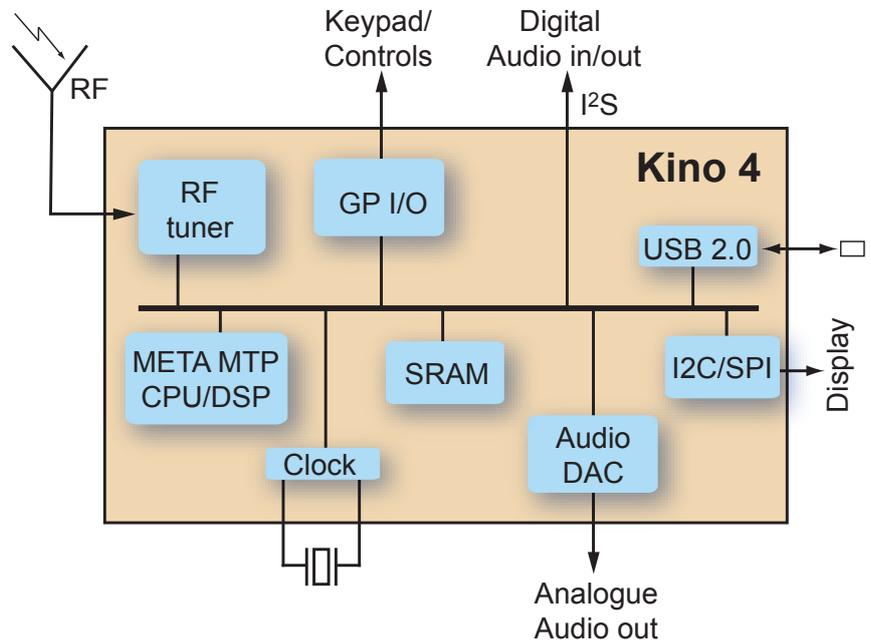 Keypad/
Controls
Digital
Audio in/out
RF
I²S
Kino 4
RF
tuner
GP I/O
USB 2.0
META MTP
CPU/DSP
SRAM
I2C/SPI
Display
Clock
Audio
DAC
Analogue
Audio out